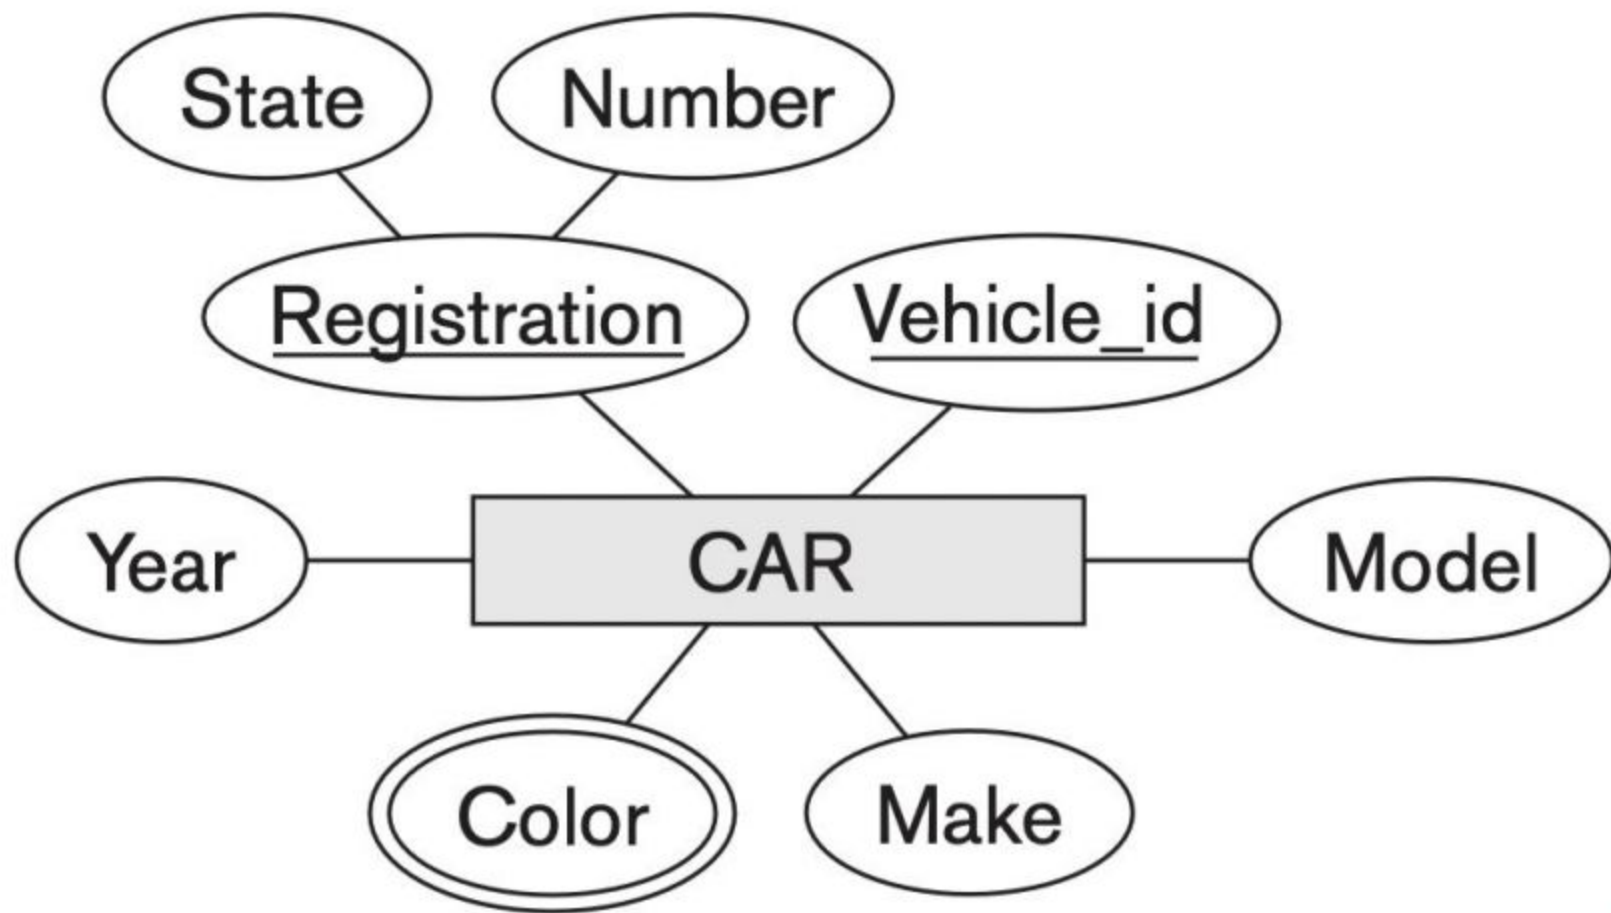 State
Number
Registration
Vehicle_id
Year
CAR
Model
Color
Make